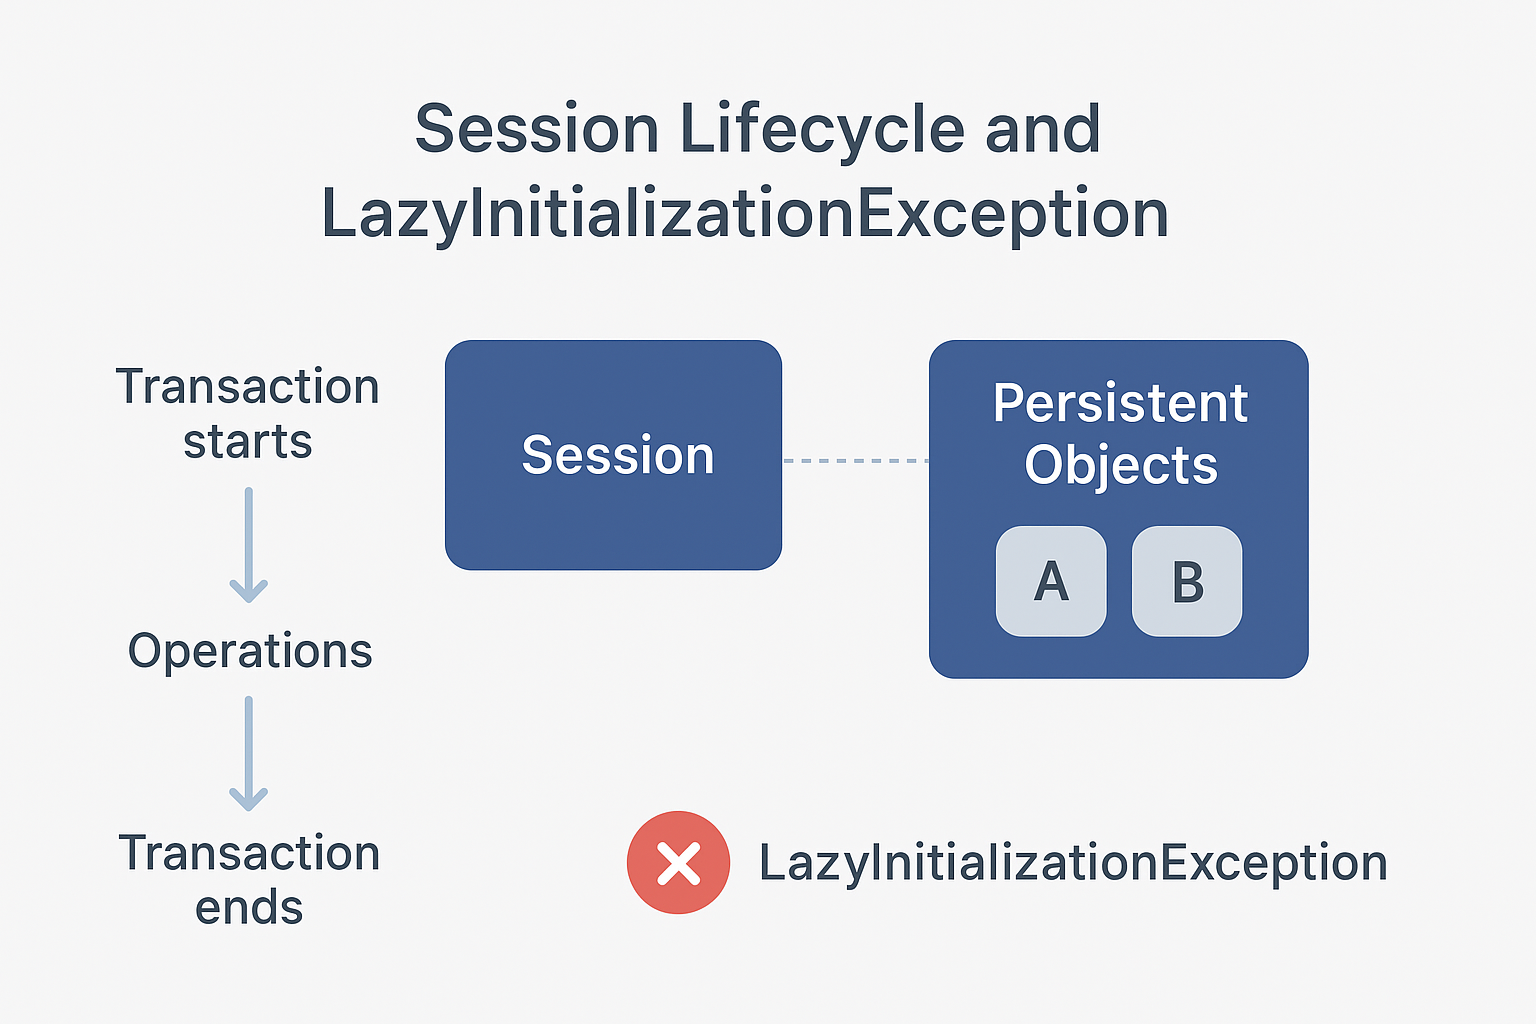 Session Lifecycle and
LazyInitializationException
Transaction
starts
Operations
Transaction
ends
Session
Persistent
Objects
A
B
LazyInitializationException